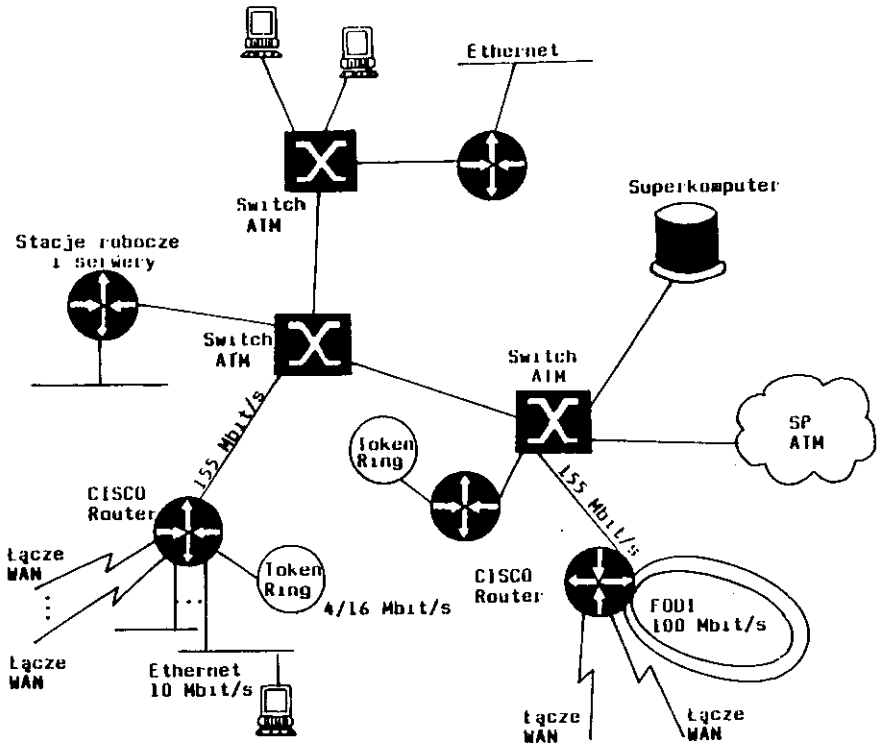 Ethernet
Switch
ATM
Superkomputer
Stacje robocze
i serwery
Switch
ATM
Switch
ATM
SP
ATM
Token
Ring
155 Mbit/s
155 Mbit/s
CISCO
Router
Łącze
WAN
Token
Ring
4/16 Mbit/s
CISCO
Router
FDDI
100 Mbit/s
Łącze
WAN
Ethernet
10 Mbit/s
Łącze
WAN
Łącze
WAN